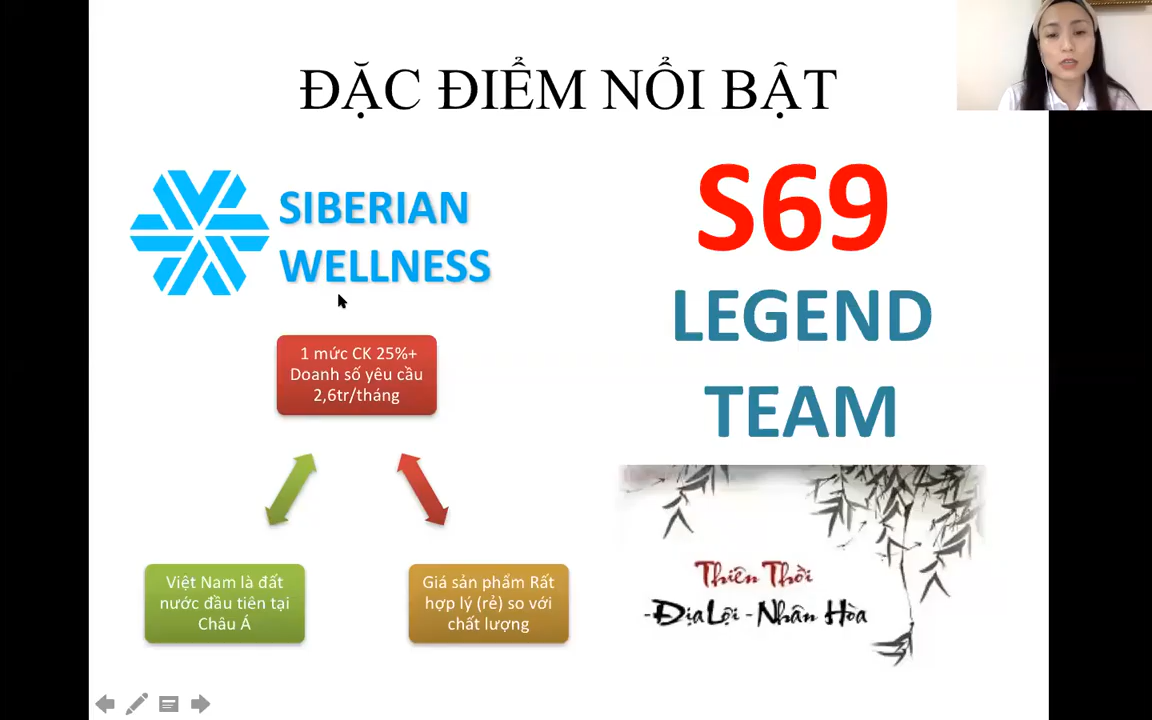 ĐẶC ĐIỂM NỔI BẬT
SIBERIAN
WELLNESS
1 mức CK 25%+
Doanh số yêu cầu
2,6tr/tháng
Việt Nam là đất
nước đầu tiên tại
Châu Á
Giá sản phẩm Rất
hợp lý (rẻ) so với
chất lượng
S69
LEGEND
TEAM
Thiên Thời
-Địa Lợi - Nhân Hòa